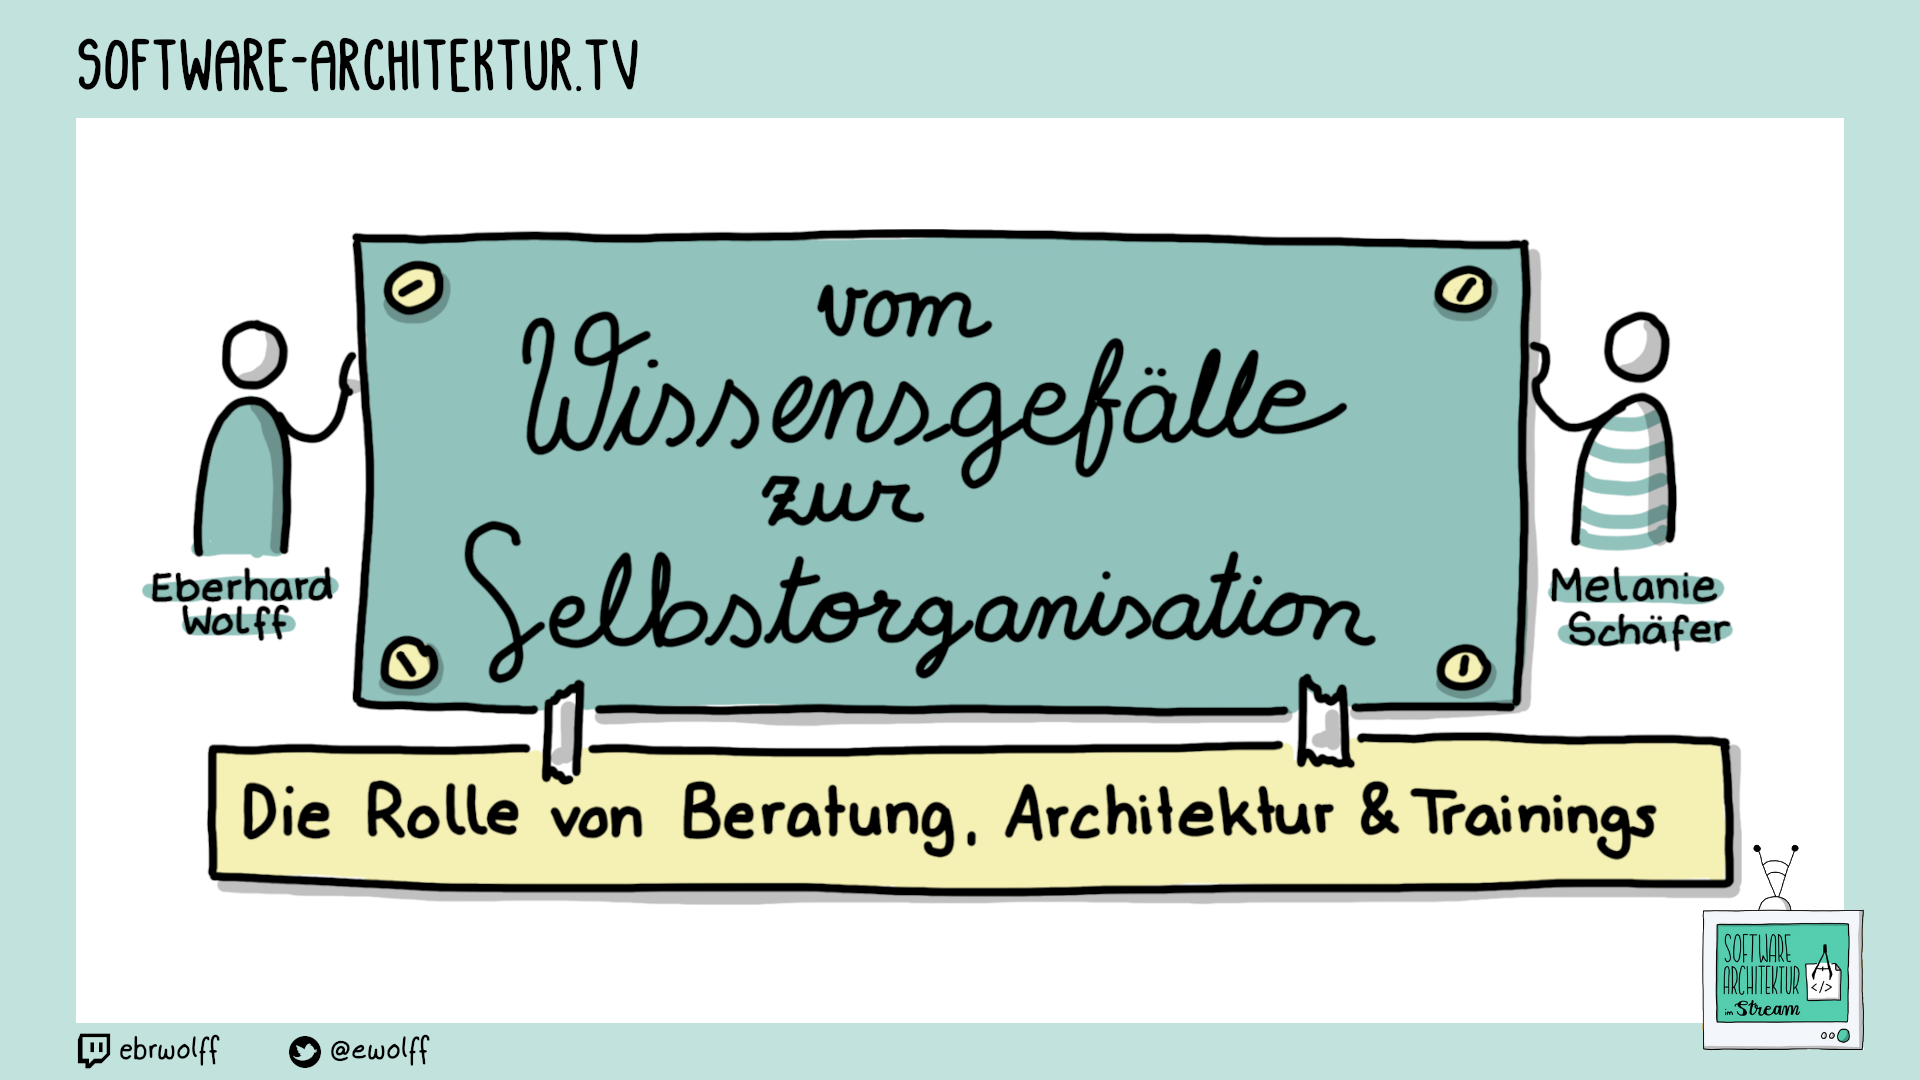 SOFTWARE-ARCHITEKTUR.TV
vom
Wissensgefälle
zur
Selbstorganisation
Eberhard
Wolff
Melanie
Schäfer
Die Rolle von Beratung, Architektur & Trainings
SOFTWARE
ARCHITEKTUR
</>
im Stream
ebrwolff
@ewolff